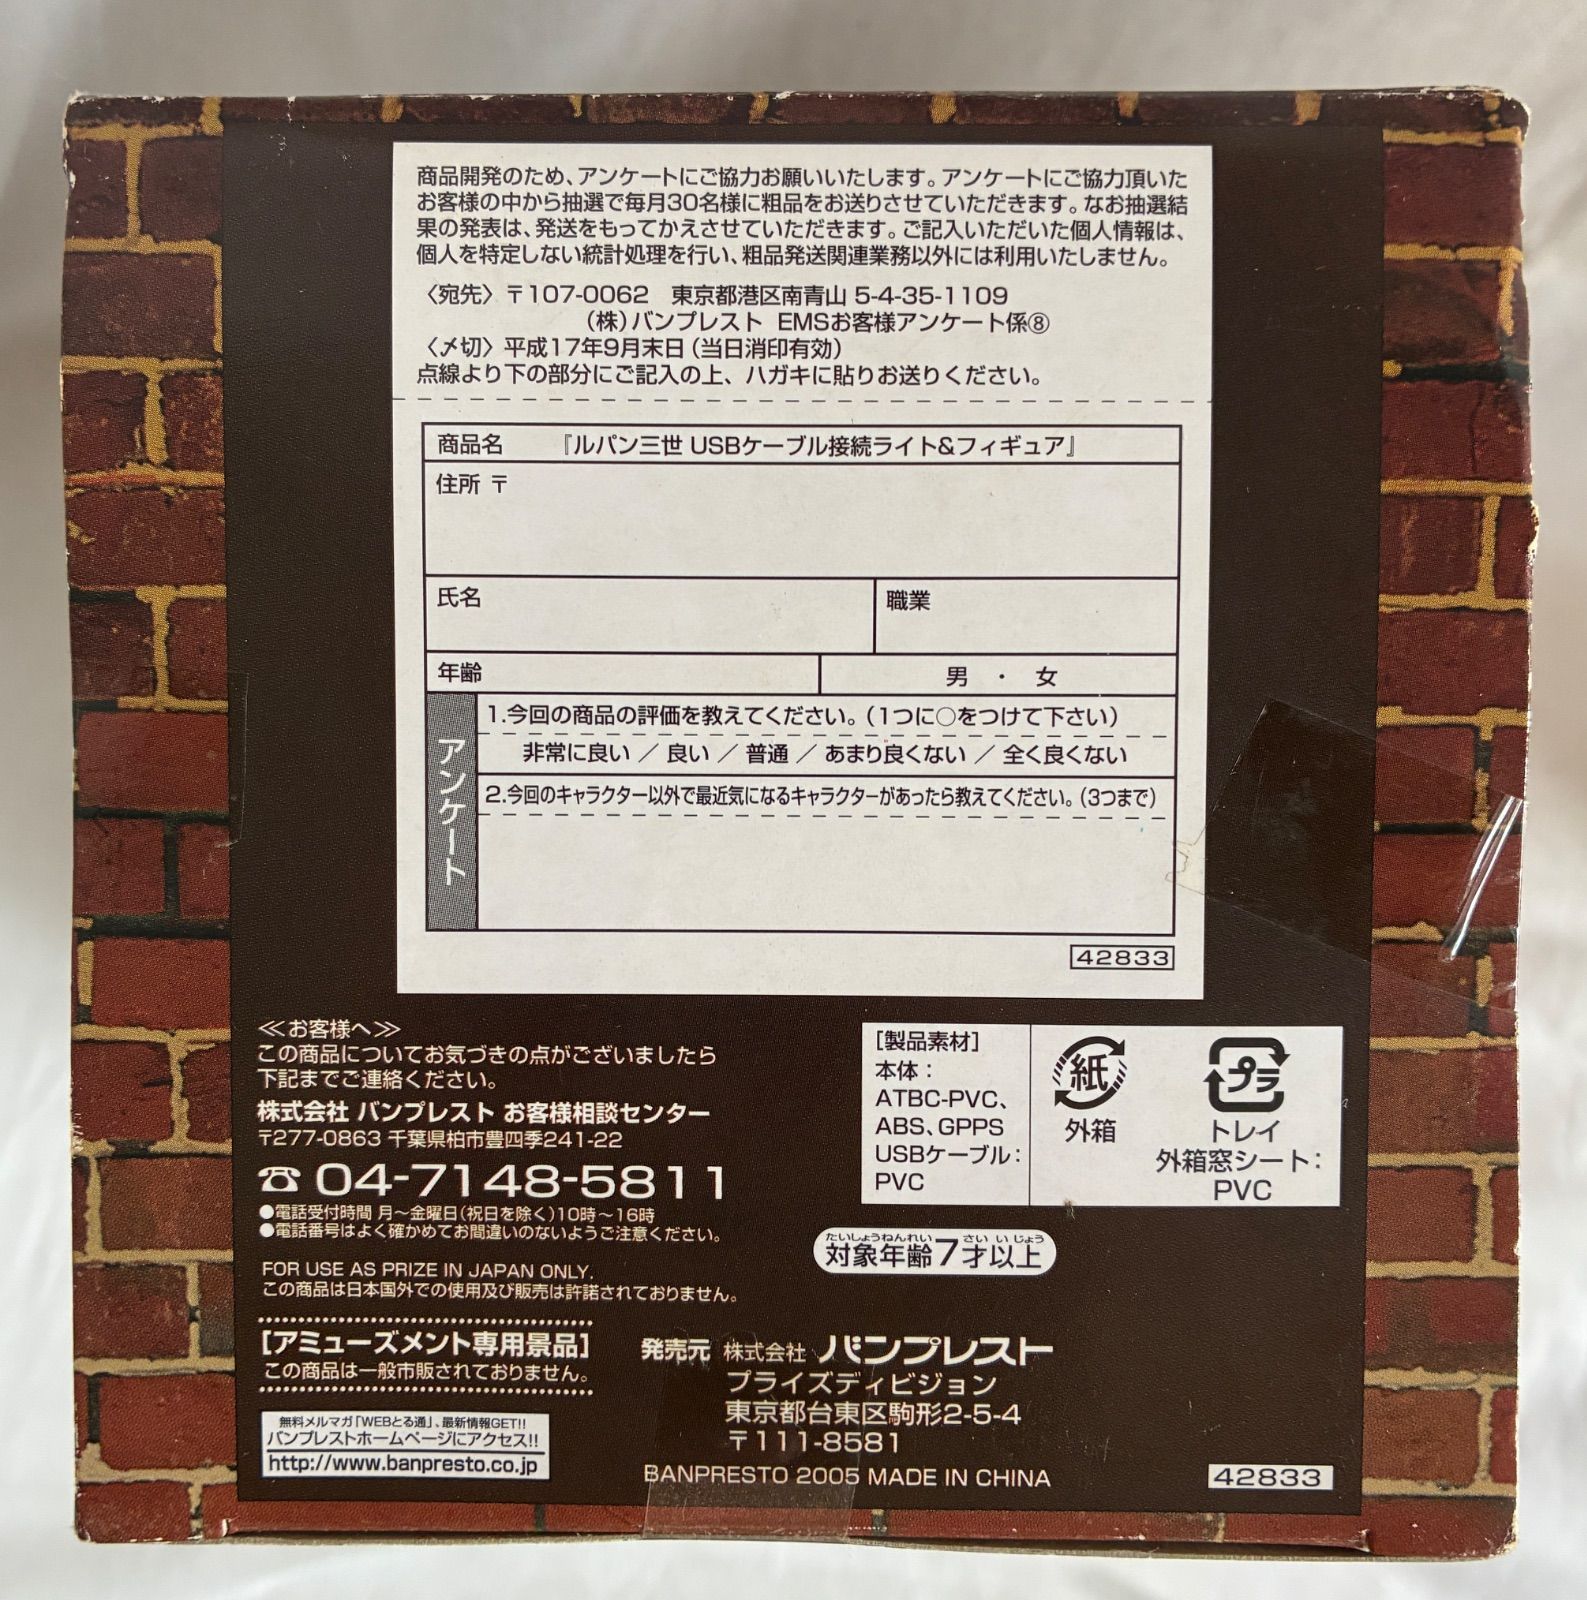 商品開発のため、アンケートにご協力お願いいたします。アンケートにご協力頂いた
お客様の中から抽選で毎月30名様に粗品をお送りさせていただきます。なお抽選結
果の発表は、発送をもってかえさせていただきます。ご記入いただいた個人情報は、
個人を特定しない統計処理を行い、粗品発送関連業務以外には利用いたしません。
〈宛先〉〒107-0062 東京都港区南青山 5-4-35-1109
(株)バンプレスト EMSお客様アンケート係⑧
〈〆切〉平成17年9月末日(当日消印有効)
点線より下の部分にご記入の上、ハガキに貼りお送りください。
商品名 『ルパン三世 USBケーブル接続ライト&フィギュア』
住所 〒
氏名 職業
年齢 男 ・ 女
アンケート
1.今回の商品の評価を教えてください。(1つに○をつけて下さい)
非常に良い ／ 良い ／ 普通 ／ あまり良くない ／ 全く良くない
2.今回のキャラクター以外で最近気になるキャラクターがあったら教えてください。(3つまで)
42833
≪お客様へ≫
この商品についてお気づきの点がございましたら
下記までご連絡ください。
株式会社 バンプレスト お客様相談センター
〒277-0863 千葉県柏市豊四季241-22
☎ 04-7148-5811
●電話受付時間 月〜金曜日(祝日を除く)10時〜16時
●電話番号はよく確かめてお間違いのないようご注意ください。
FOR USE AS PRIZE IN JAPAN ONLY.
この商品は日本国外での使用及び販売は許諾されておりません。
[アミューズメント専用景品]
この商品は一般市販されておりません。
無料メルマガ「WEBとる通」、最新情報GET!!
バンプレストホームページにアクセス!!
http://www.banpresto.co.jp
[製品素材]
本体：
ATBC-PVC、
ABS、GPPS
USBケーブル：
PVC
紙
外箱
プラ
トレイ
外箱窓シート：
PVC
たいしょうねんれい さい い じょう
対象年齢7才以上
発売元 株式会社 バンプレスト
プライズディビジョン
東京都台東区駒形2-5-4
〒111-8581
BANPRESTO 2005 MADE IN CHINA
42833